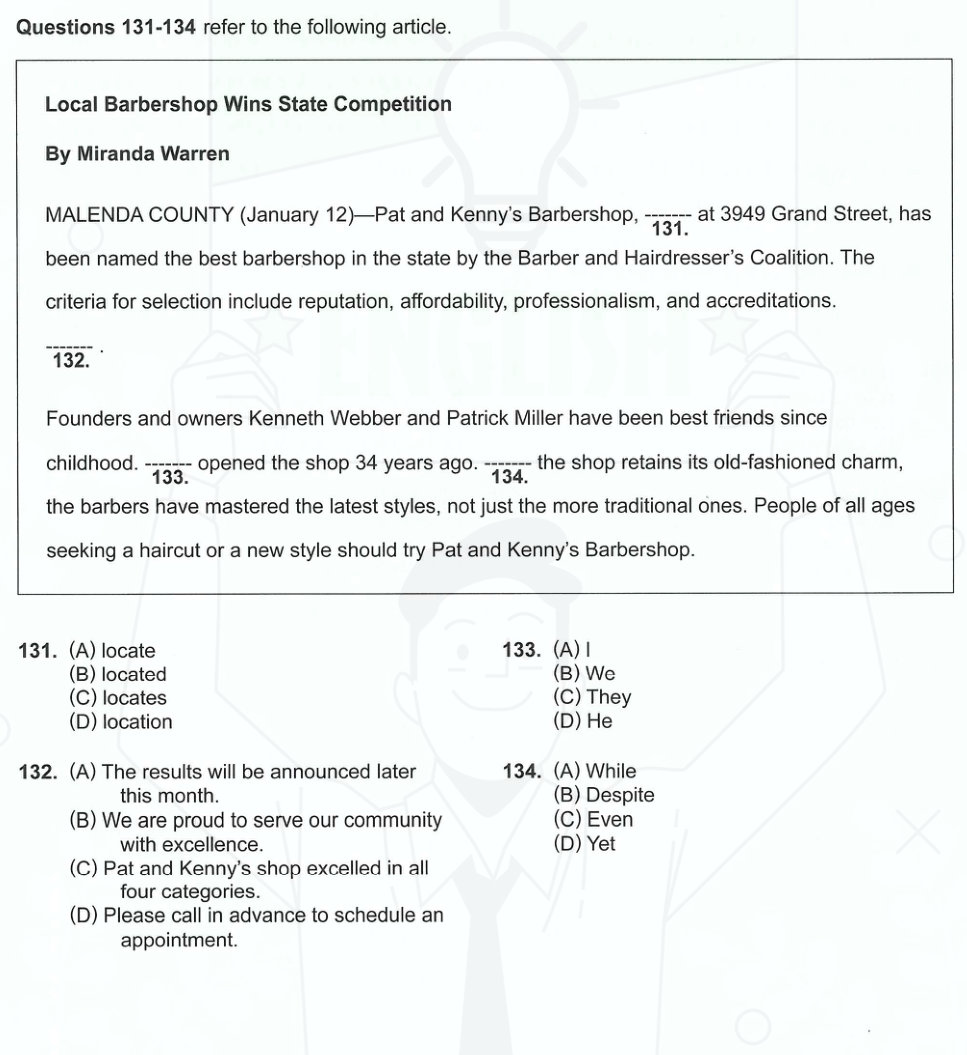 Questions 131-134 refer to the following article.
Local Barbershop Wins State Competition
By Miranda Warren
MALENDA COUNTY (January 12)—Pat and Kenny's Barbershop, ------- at 3949 Grand Street, has
131.
been named the best barbershop in the state by the Barber and Hairdresser's Coalition. The
criteria for selection include reputation, affordability, professionalism, and accreditations.
------- .
132.
Founders and owners Kenneth Webber and Patrick Miller have been best friends since
childhood. ------- opened the shop 34 years ago. ------- the shop retains its old-fashioned charm,
133. 134.
the barbers have mastered the latest styles, not just the more traditional ones. People of all ages
seeking a haircut or a new style should try Pat and Kenny's Barbershop.
131. (A) locate
(B) located
(C) locates
(D) location
132. (A) The results will be announced later
this month.
(B) We are proud to serve our community
with excellence.
(C) Pat and Kenny's shop excelled in all
four categories.
(D) Please call in advance to schedule an
appointment.
133. (A) I
(B) We
(C) They
(D) He
134. (A) While
(B) Despite
(C) Even
(D) Yet
ENGLISH